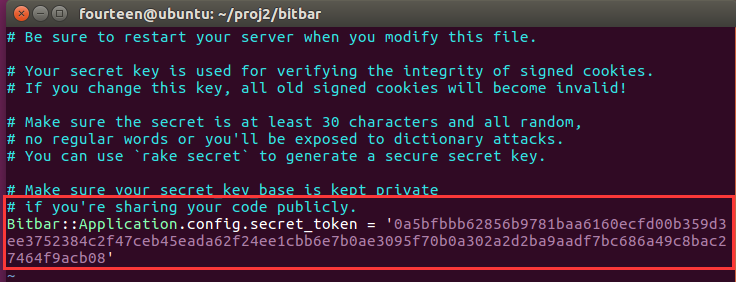 fourteen@ubuntu: ~/proj2/bitbar
# Be sure to restart your server when you modify this file.
# Your secret key is used for verifying the integrity of signed cookies.
# If you change this key, all old signed cookies will become invalid!
# Make sure the secret is at least 30 characters and all random,
# no regular words or you'll be exposed to dictionary attacks.
# You can use `rake secret` to generate a secure secret key.
# Make sure your secret key base is kept private
# if you're sharing your code publicly.
Bitbar::Application.config.secret_token = '0a5bfbbb62856b9781baa6160ecfd00b359d3
ee3752384c2f47ceb45eada62f24ee1cbb6e7b0ae3095f70b0a302a2d2ba9aadf7bc686a49c8bac2
7464f9acb08'
~